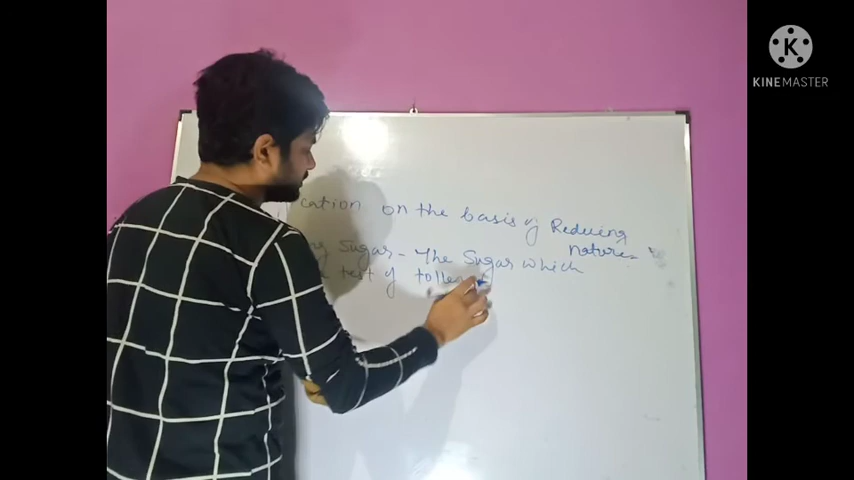 cation on the basis of Reducing
nature
Sugar - The Sugar which
test of tollen
K
KINEMASTER